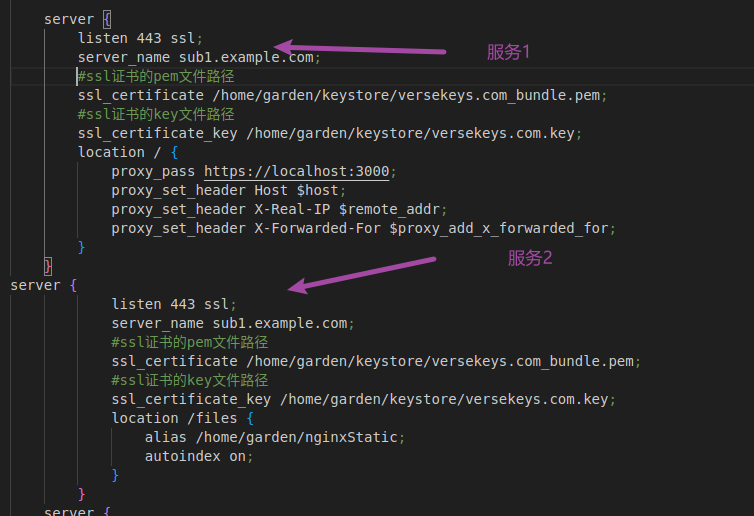 server {
listen 443 ssl;
服务1
server_name sub1.example.com;
#ssl证书的pem文件路径
ssl_certificate /home/garden/keystore/versekeys.com_bundle.pem;
#ssl证书的key文件路径
ssl_certificate_key /home/garden/keystore/versekeys.com.key;
location / {
proxy_pass https://localhost:3000;
proxy_set_header Host $host;
proxy_set_header X-Real-IP $remote_addr;
proxy_set_header X-Forwarded-For $proxy_add_x_forwarded_for;
}
服务2
}
server {
listen 443 ssl;
server_name sub1.example.com;
#ssl证书的pem文件路径
ssl_certificate /home/garden/keystore/versekeys.com_bundle.pem;
#ssl证书的key文件路径
ssl_certificate_key /home/garden/keystore/versekeys.com.key;
location /files {
alias /home/garden/nginxStatic;
autoindex on;
}
}
server {